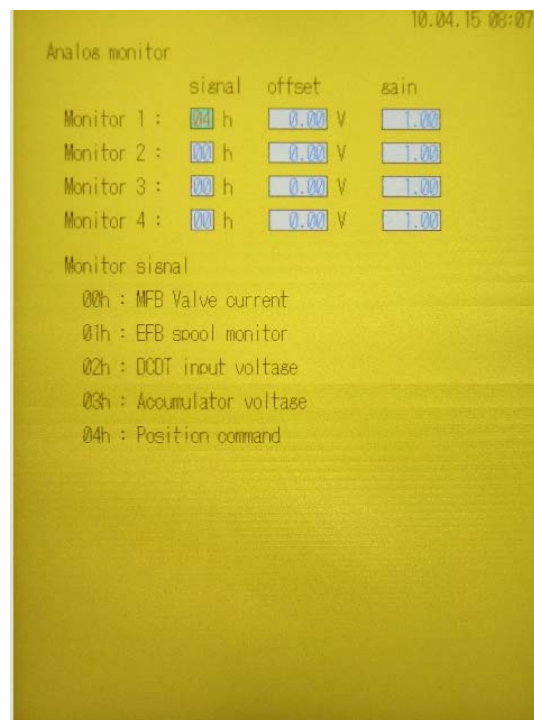 10.04.15 08:07
Analog monitor
signal offset gain
Monitor 1 : 04 h 0.00 V 1.00
Monitor 2 : 00 h 0.00 V 1.00
Monitor 3 : 00 h 0.00 V 1.00
Monitor 4 : 00 h 0.00 V 1.00
Monitor signal
00h : MFB Valve current
01h : EFB spool monitor
02h : DCDT input voltage
03h : Accumulator voltage
04h : Position command